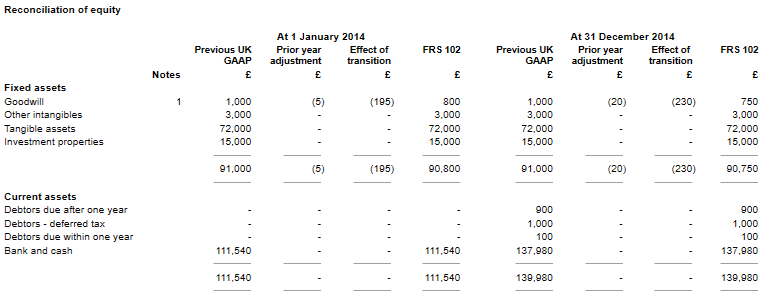 Reconciliation of equity
At 1 January 2014 At 31 December 2014
Previous UK Prior year Effect of FRS 102 Previous UK Prior year Effect of FRS 102
GAAP adjustment transition GAAP adjustment transition
Notes £ £ £ £ £ £ £ £
Fixed assets
Goodwill 1 1,000 (5) (195) 800 1,000 (20) (230) 750
Other intangibles 3,000 - - 3,000 3,000 - - 3,000
Tangible assets 72,000 - - 72,000 72,000 - - 72,000
Investment properties 15,000 - - 15,000 15,000 - - 15,000
91,000 (5) (195) 90,800 91,000 (20) (230) 90,750
Current assets
Debtors due after one year - - - - 900 - - 900
Debtors - deferred tax - - - - 1,000 - - 1,000
Debtors due within one year - - - - 100 - - 100
Bank and cash 111,540 - - 111,540 137,980 - - 137,980
111,540 - - 111,540 139,980 - - 139,980